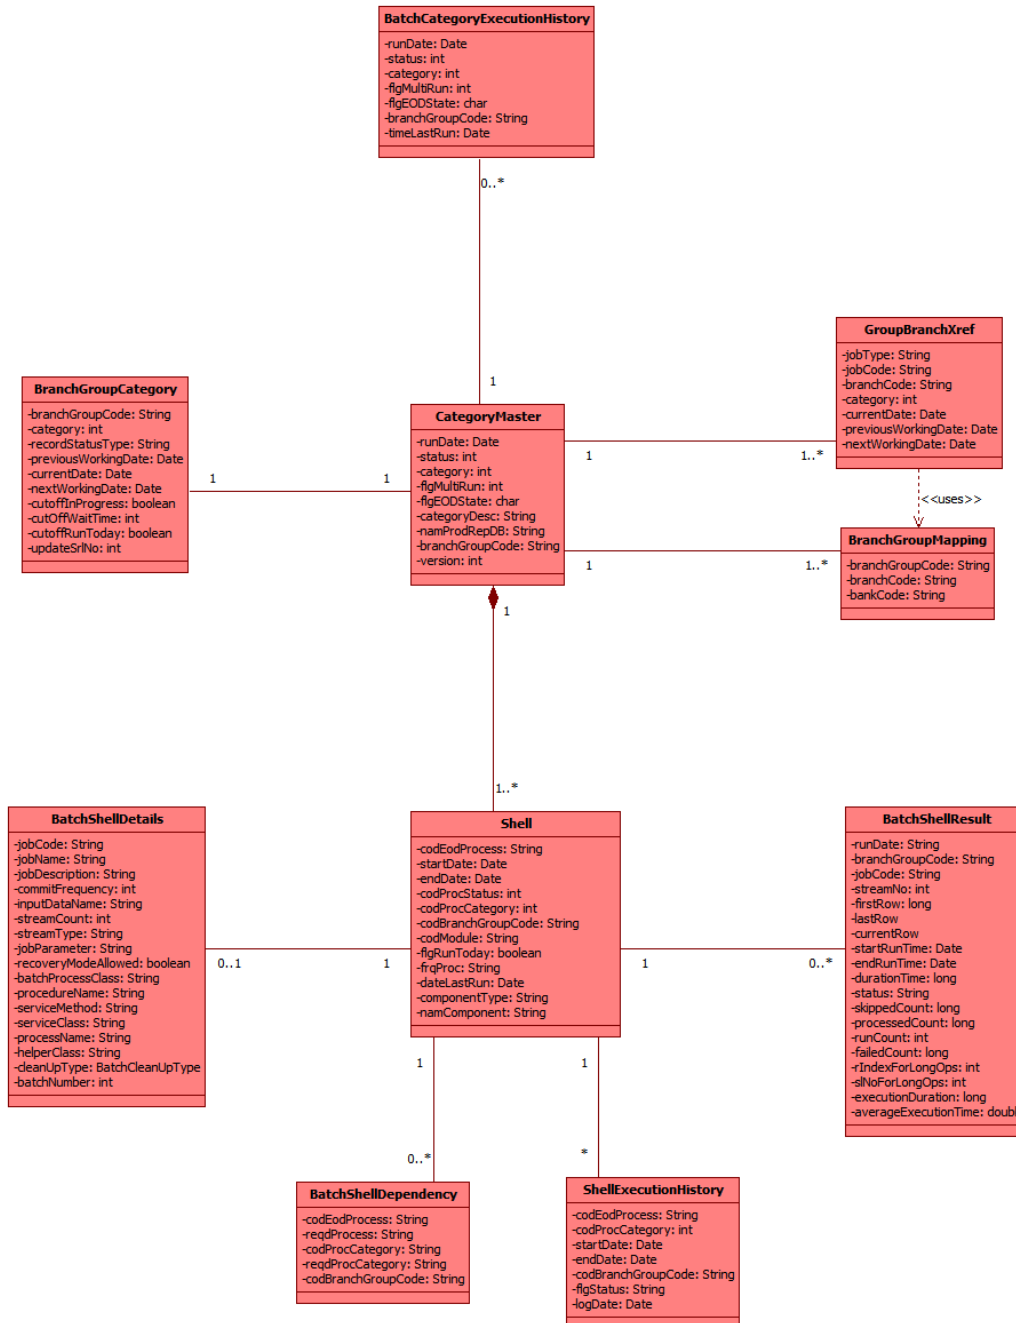 BatchCategoryExecutionHistory
-runDate: Date
-status: int
-category: int
-flgMultiRun: int
-flgEODState: char
-branchGroupCode: String
-timeLastRun: Date
0..*
1
GroupBranchXref
-jobType: String
-jobCode: String
-branchCode: String
-category: int
-currentDate: Date
-previousWorkingDate: Date
-nextWorkingDate: Date
BranchGroupCategory
-branchGroupCode: String
-category: int
-recordStatusType: String
-previousWorkingDate: Date
-currentDate: Date
-nextWorkingDate: Date
-cutoffInProgress: boolean
-cutOffWaitTime: int
-cutoffRunToday: boolean
-updateSrlNo: int
1
1
CategoryMaster
-runDate: Date
-status: int
-category: int
-flgMultiRun: int
-flgEODState: char
-categoryDesc: String
-namProdRepDB: String
-branchGroupCode: String
-version: int
1
1..*
<<uses>>
BranchGroupMapping
-branchGroupCode: String
-branchCode: String
-bankCode: String
1
1..*
1
1..*
BatchShellDetails
-jobCode: String
-jobName: String
-jobDescription: String
-commitFrequency: int
-inputDataName: String
-streamCount: int
-streamType: String
-jobParameter: String
-recoveryModeAllowed: boolean
-batchProcessClass: String
-procedureName: String
-serviceMethod: String
-serviceClass: String
-processName: String
-helperClass: String
-cleanUpType: BatchCleanUpType
-batchNumber: int
0..1
1
Shell
-codEodProcess: String
-startDate: Date
-endDate: Date
-codProcStatus: int
-codProcCategory: int
-codBranchGroupCode: String
-codModule: String
-flgRunToday: boolean
-frqProc: String
-dateLastRun: Date
-componentType: String
-namComponent: String
1
0..*
BatchShellResult
-runDate: String
-branchGroupCode: String
-jobCode: String
-streamNo: int
-firstRow: long
-lastRow
-currentRow
-startRunTime: Date
-endRunTime: Date
-durationTime: long
-status: String
-skippedCount: long
-processedCount: long
-runCount: int
-failedCount: long
-rIndexForLongOps: int
-slNoForLongOps: int
-executionDuration: long
-averageExecutionTime: doubl
1
1
0..*
*
BatchShellDependency
-codEodProcess: String
-reqdProcess: String
-codProcCategory: String
-reqdProcCategory: String
-codBranchGroupCode: String
ShellExecutionHistory
-codEodProcess: String
-codProcCategory: int
-startDate: Date
-endDate: Date
-codBranchGroupCode: String
-flgStatus: String
-logDate: Date